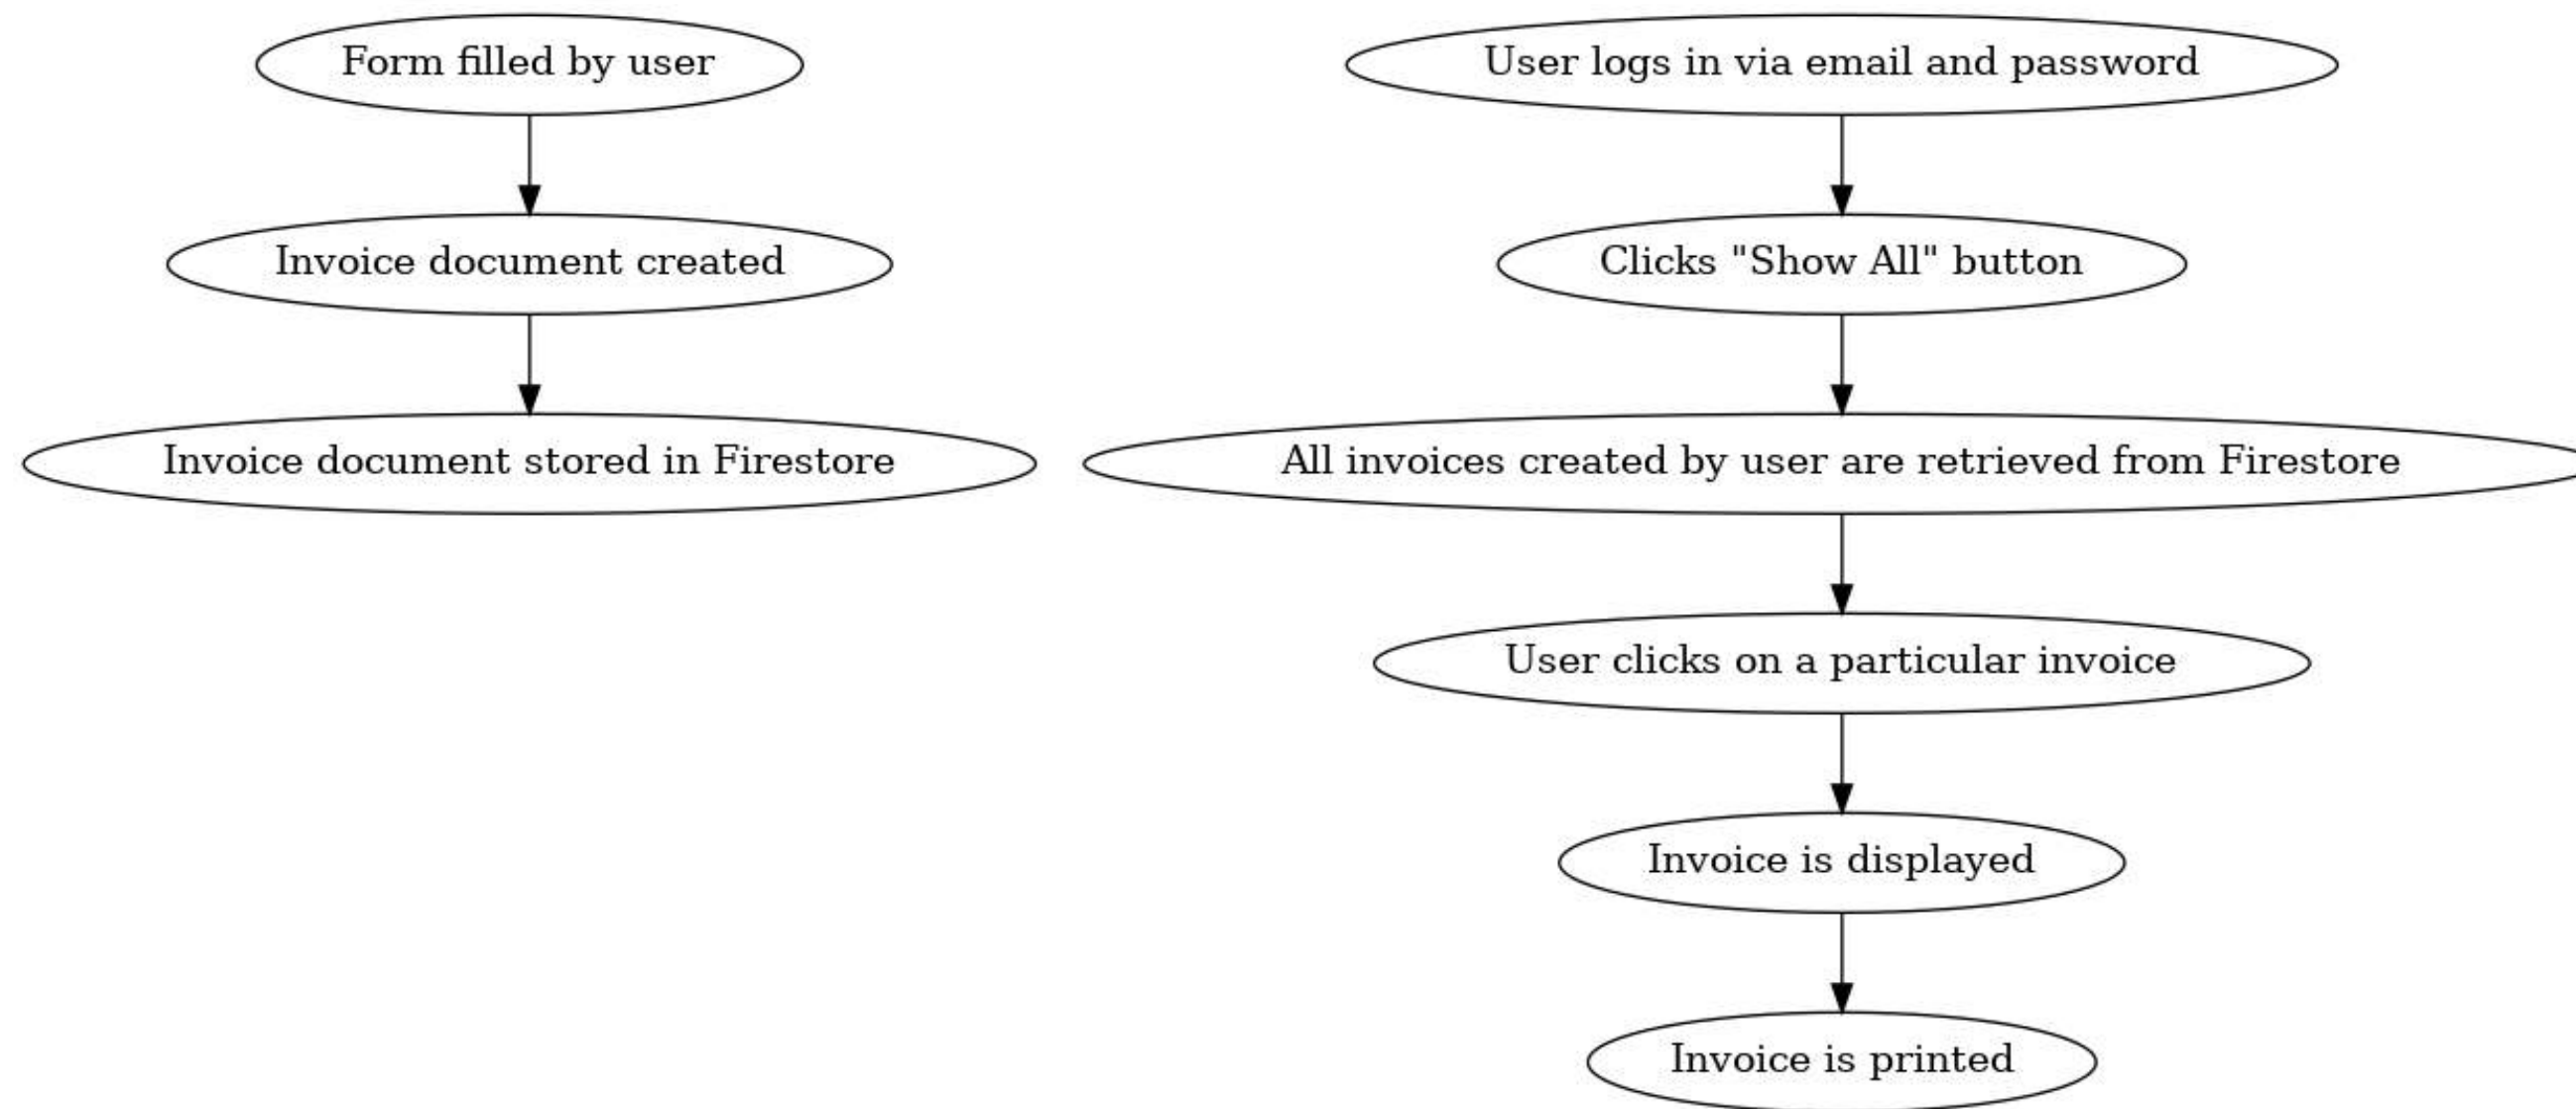 Form filled by user
Invoice document created
Invoice document stored in Firestore
User logs in via email and password
Clicks "Show All" button
All invoices created by user are retrieved from Firestore
User clicks on a particular invoice
Invoice is displayed
Invoice is printed